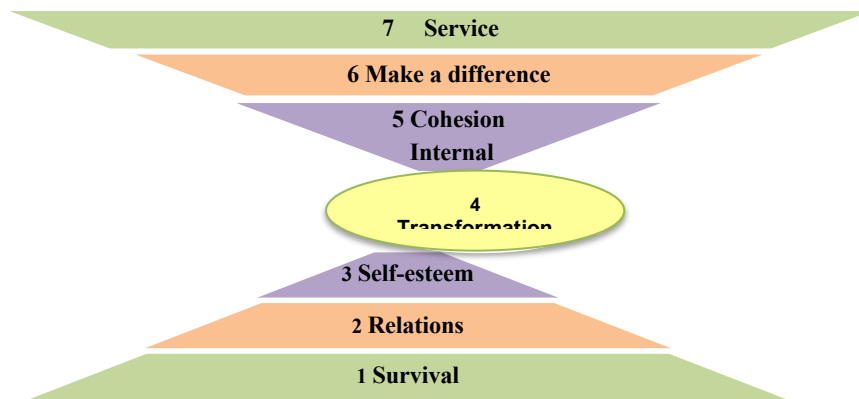 7 Service
6 Make a difference
5 Cohesion
Internal
4
Transformation
3 Self-esteem
2 Relations
1 Survival